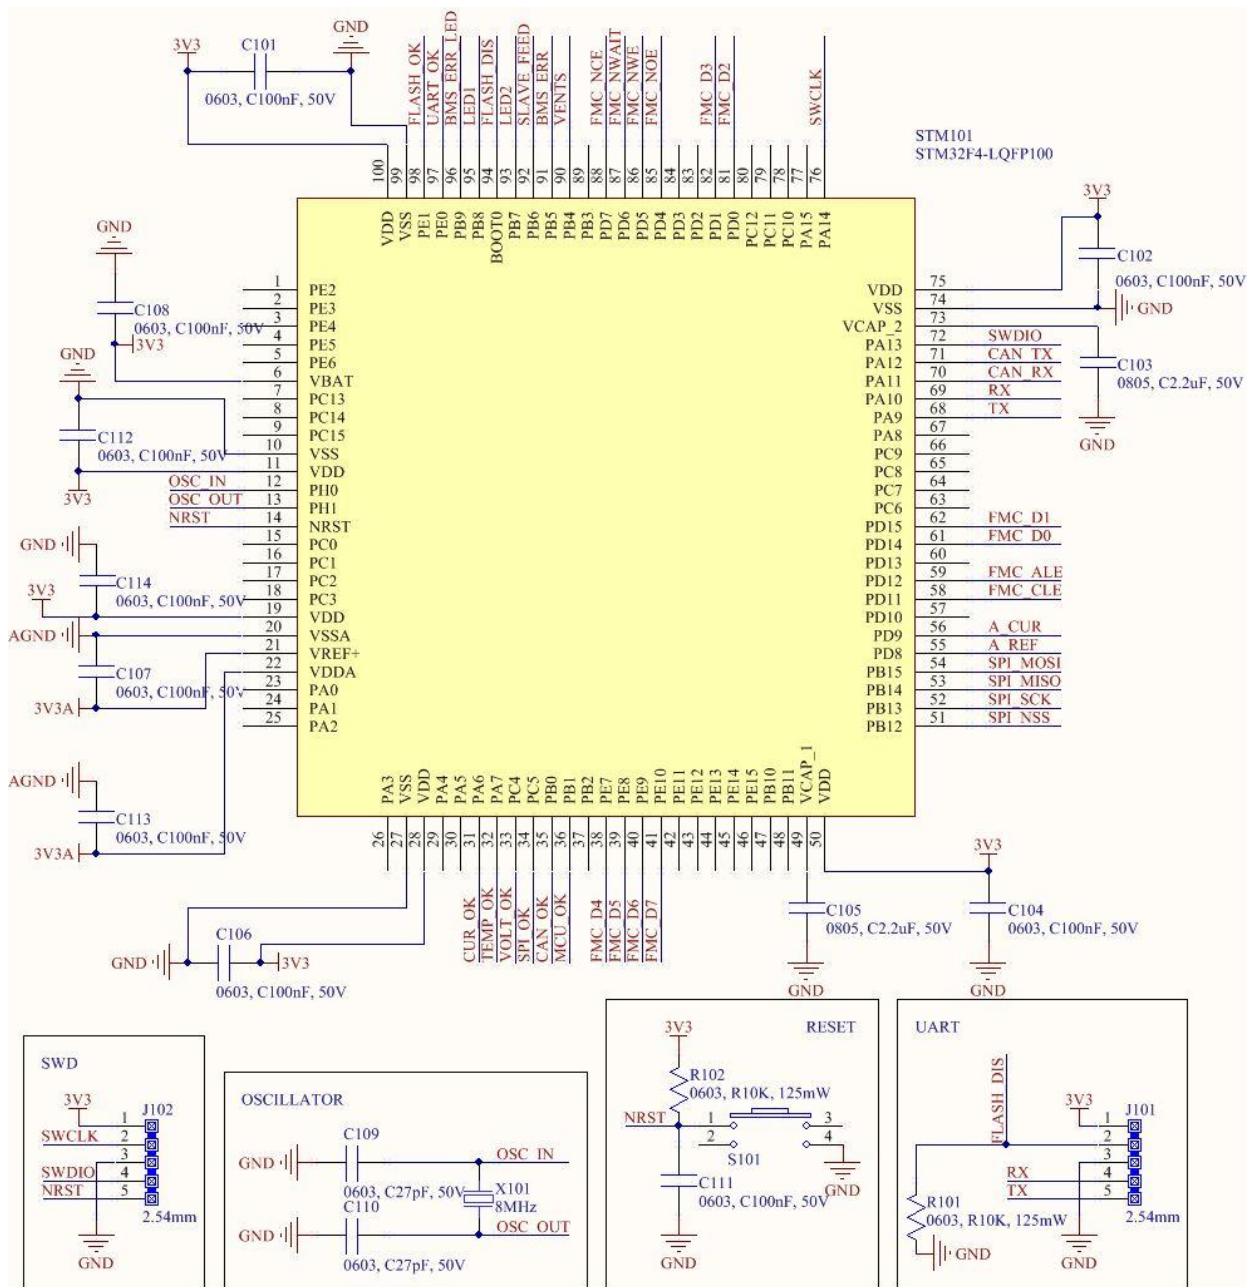 GND
3V3
C101
0603, C100nF, 50V
FLASH_OK
UART_OK
BMS_ERR_LED
LED1
FLASH_DIS
LED2
SLAVE_FEED
BMS_ERR
VENTS
FMC_NCE
FMC_NWAIT
FMC_NWE
FMC_NOE
FMC_D3
FMC_D2
SWCLK
STM101
STM32F4-LQFP100
100 99 98 97 96 95 94 93 92 91 90 89 88 87 86 85 84 83 82 81 80 79 78 77 76
VDD VSS PE1 PE0 PB9 PB8 BOOT0 PB7 PB6 PB5 PB4 PB3 PD7 PD6 PD5 PD4 PD3 PD2 PD1 PD0 PC12 PC11 PC10 PA15 PA14
GND
C108
0603, C100nF, 50V
3V3
GND
C112
0603, C100nF, 50V
3V3
OSC_IN
OSC_OUT
NRST
GND
C114
0603, C100nF, 50V
3V3
AGND
C107
0603, C100nF, 50V
3V3A
AGND
C113
0603, C100nF, 50V
3V3A
1 PE2
2 PE3
3 PE4
4 PE5
5 PE6
6 VBAT
7 PC13
8 PC14
9 PC15
10 VSS
11 VDD
12 PH0
13 PH1
14 NRST
15 PC0
16 PC1
17 PC2
18 PC3
19 VDD
20 VSSA
21 VREF+
22 VDDA
23 PA0
24 PA1
25 PA2
VDD 75
VSS 74
VCAP_2 73
PA13 72 SWDIO
PA12 71 CAN_TX
PA11 70 CAN_RX
PA10 69 RX
PA9 68 TX
PA8 67
PC9 66
PC8 65
PC7 64
PC6 63
PD15 62 FMC_D1
PD14 61 FMC_D0
PD13 60
PD12 59 FMC_ALE
PD11 58 FMC_CLE
PD10 57
PD9 56 A_CUR
PD8 55 A_REF
PB15 54 SPI_MOSI
PB14 53 SPI_MISO
PB13 52 SPI_SCK
PB12 51 SPI_NSS
3V3
C102
0603, C100nF, 50V
GND
C103
0805, C2.2uF, 50V
GND
PA3 VSS VDD PA4 PA5 PA6 PA7 PC4 PC5 PB0 PB1 PB2 PE7 PE8 PE9 PE10 PE11 PE12 PE13 PE14 PE15 PB10 PB11 VCAP_1 VDD
26 27 28 29 30 31 32 33 34 35 36 37 38 39 40 41 42 43 44 45 46 47 48 49 50
CUR_OK
TEMP_OK
VOLT_OK
SPI_OK
CAN_OK
MCU_OK
FMC_D4
FMC_D5
FMC_D6
FMC_D7
C106
GND
3V3
0603, C100nF, 50V
C105
0805, C2.2uF, 50V
GND
3V3
C104
0603, C100nF, 50V
GND
SWD
3V3
J102
1
SWCLK 2
3
SWDIO 4
NRST 5
2.54mm
GND
OSCILLATOR
C109
GND
OSC_IN
0603, C27pF, 50V
X101
8MHz
C110
GND
OSC_OUT
0603, C27pF, 50V
RESET
3V3
R102
0603, R10K, 125mW
NRST
1 3
2 4
S101
C111
0603, C100nF, 50V
GND
GND
UART
FLASH_DIS
3V3
J101
1
2
3
RX 4
TX 5
2.54mm
R101
0603, R10K, 125mW
GND
GND